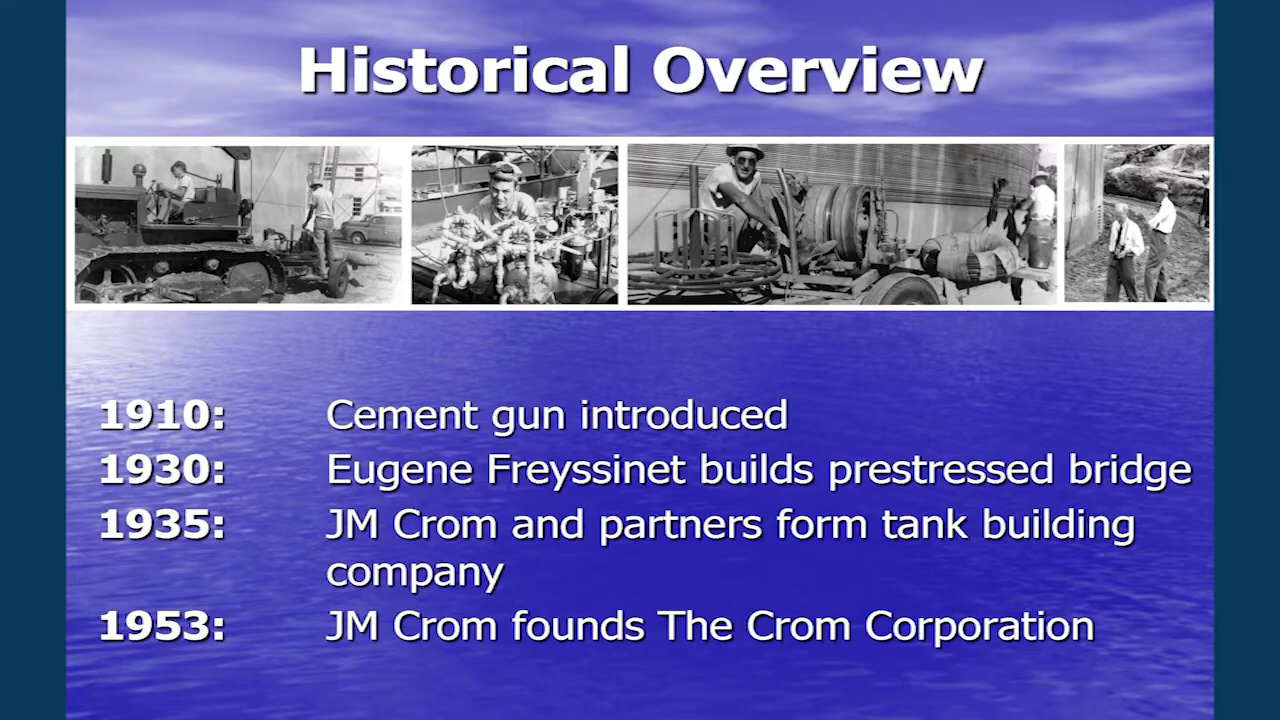 Historical Overview
1910: Cement gun introduced
1930: Eugene Freyssinet builds prestressed bridge
1935: JM Crom and partners form tank building
company
1953: JM Crom founds The Crom Corporation